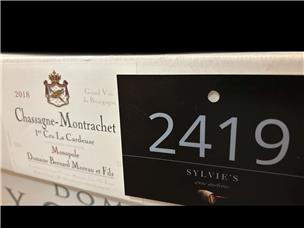 2018
Grand Vin
de Bourgogne
Chassagne-Montrachet
1er Cru La Cardeuse
Monopole
Domaine Bernard Moreau et Fils
2419
SYLVIE'S
DOM